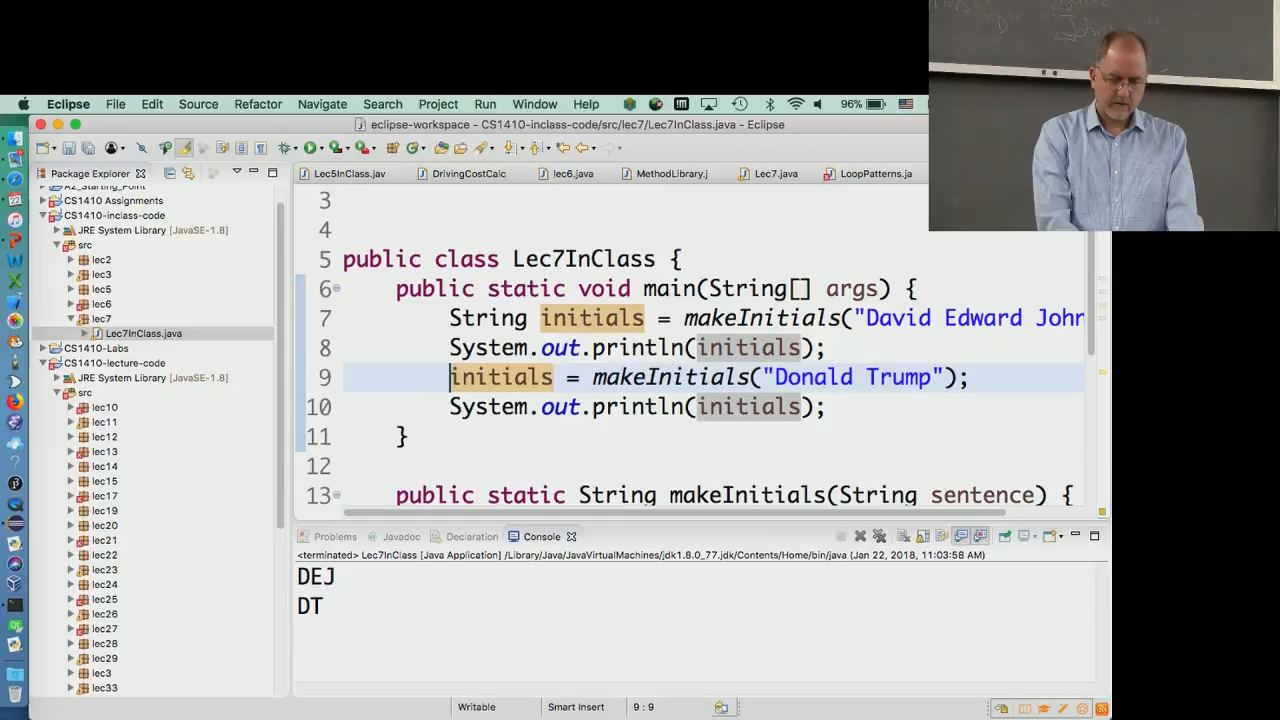 "D" "John "
Eclipse File Edit Source Refactor Navigate Search Project Run Window Help 96%
eclipse-workspace - CS1410-inclass-code/src/lec7/Lec7InClass.java - Eclipse
Package Explorer
Lec5InClass.jav DrivingCostCalc lec6.java MethodLibrary.j Lec7.java LoopPatterns.ja
A2_Starting_Point
CS1410 Assignments
CS1410-inclass-code
JRE System Library [JavaSE-1.8]
src
lec2
lec3
lec5
lec6
lec7
Lec7InClass.java
CS1410-Labs
CS1410-lecture-code
JRE System Library [JavaSE-1.8]
src
lec10
lec11
lec12
lec13
lec14
lec15
lec17
lec19
lec20
lec21
lec22
lec23
lec24
lec25
lec26
lec27
lec28
lec29
lec3
lec33
3
4
5 public class Lec7InClass {
6 public static void main(String[] args) {
7 String initials = makeInitials("David Edward John
8 System.out.println(initials);
9 initials = makeInitials("Donald Trump");
10 System.out.println(initials);
11 }
12
13 public static String makeInitials(String sentence) {
Problems Javadoc Declaration Console
<terminated> Lec7InClass [Java Application] /Library/Java/JavaVirtualMachines/jdk1.8.0_77.jdk/Contents/Home/bin/java (Jan 22, 2018, 11:03:58 AM)
DEJ
DT
Writable Smart Insert 9 : 9